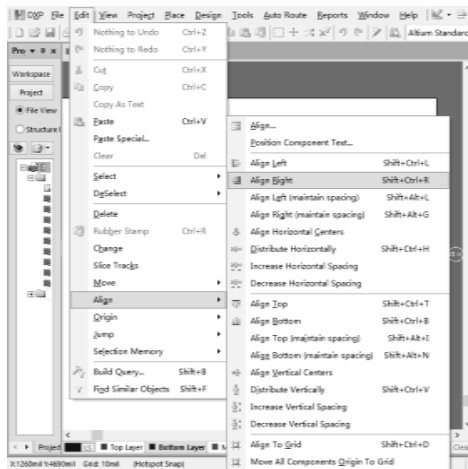 DXP File Edit View Project Place Design Tools Auto Route Reports Window Help
Altium Standard
Pro
Workspace
Project
File View
Structure
Nothing to Undo Ctrl+Z
Nothing to Redo Ctrl+Y
Cut Ctrl+X
Copy Ctrl+C
Copy As Text
Paste Ctrl+V
Paste Special...
Clear Del
Select
DeSelect
Delete
Rubber Stamp Ctrl+R
Change
Slice Tracks
Move
Align
Origin
Jump
Selection Memory
Build Query... Shift+B
Find Similar Objects Shift+F
Align...
Position Component Text...
Align Left Shift+Ctrl+L
Align Right Shift+Ctrl+R
Align Left (maintain spacing) Shift+Alt+L
Align Right (maintain spacing) Shift+Alt+G
Align Horizontal Centers
Distribute Horizontally Shift+Ctrl+H
Increase Horizontal Spacing
Decrease Horizontal Spacing
Align Top Shift+Ctrl+T
Align Bottom Shift+Ctrl+B
Align Top (maintain spacing) Shift+Alt+I
Align Bottom (maintain spacing) Shift+Alt+N
Align Vertical Centers
Distribute Vertically Shift+Ctrl+V
Increase Vertical Spacing
Decrease Vertical Spacing
Align To Grid Shift+Ctrl+D
Move All Components Origin To Grid
Projed LS Top Layer Bottom Layer
Clea
X:1260mil Y:4690mil Grid: 10mil (Hotspot Snap)